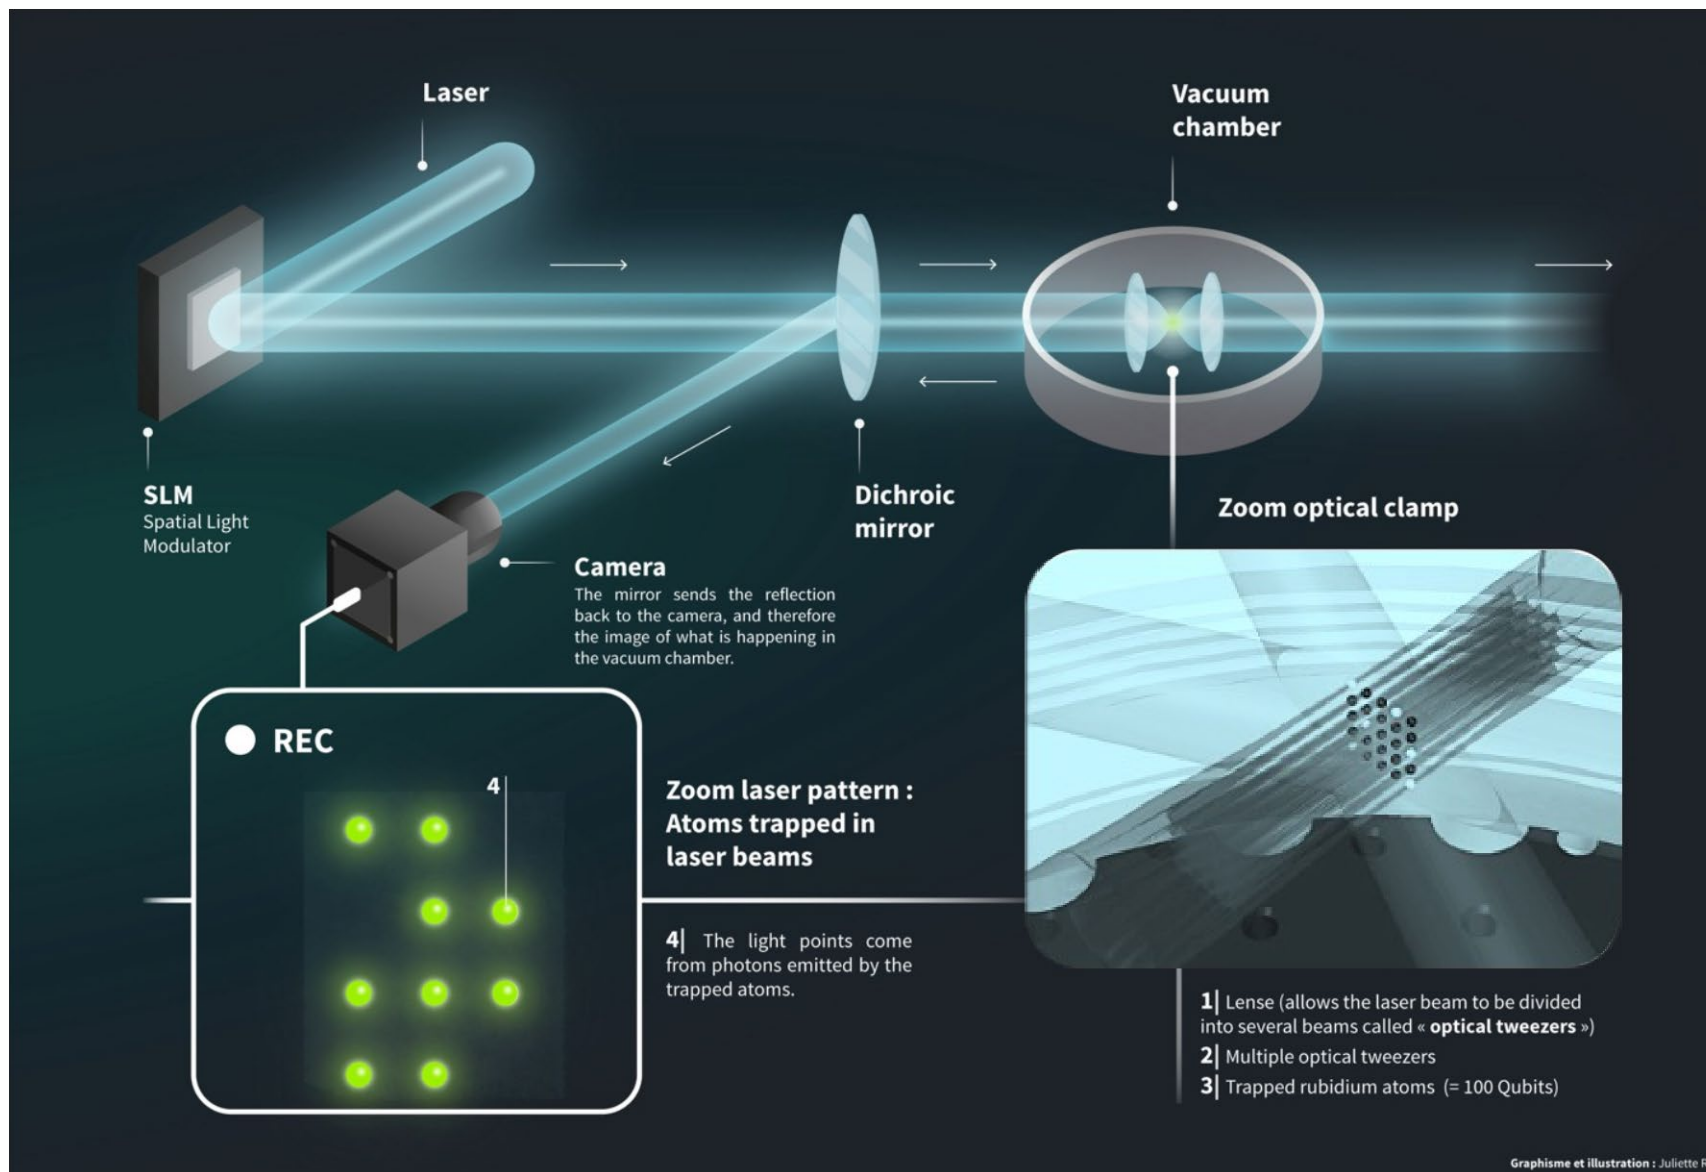 Laser
Vacuum
chamber
SLM
Spatial Light
Modulator
Dichroic
mirror
Camera
The mirror sends the reflection
back to the camera, and therefore
the image of what is happening in
the vacuum chamber.
Zoom optical clamp
REC
4
Zoom laser pattern :
Atoms trapped in
laser beams
4| The light points come
from photons emitted by the
trapped atoms.
1| Lense (allows the laser beam to be divided
into several beams called « optical tweezers »)
2| Multiple optical tweezers
3| Trapped rubidium atoms (= 100 Qubits)
Graphisme et illustration : Juliette